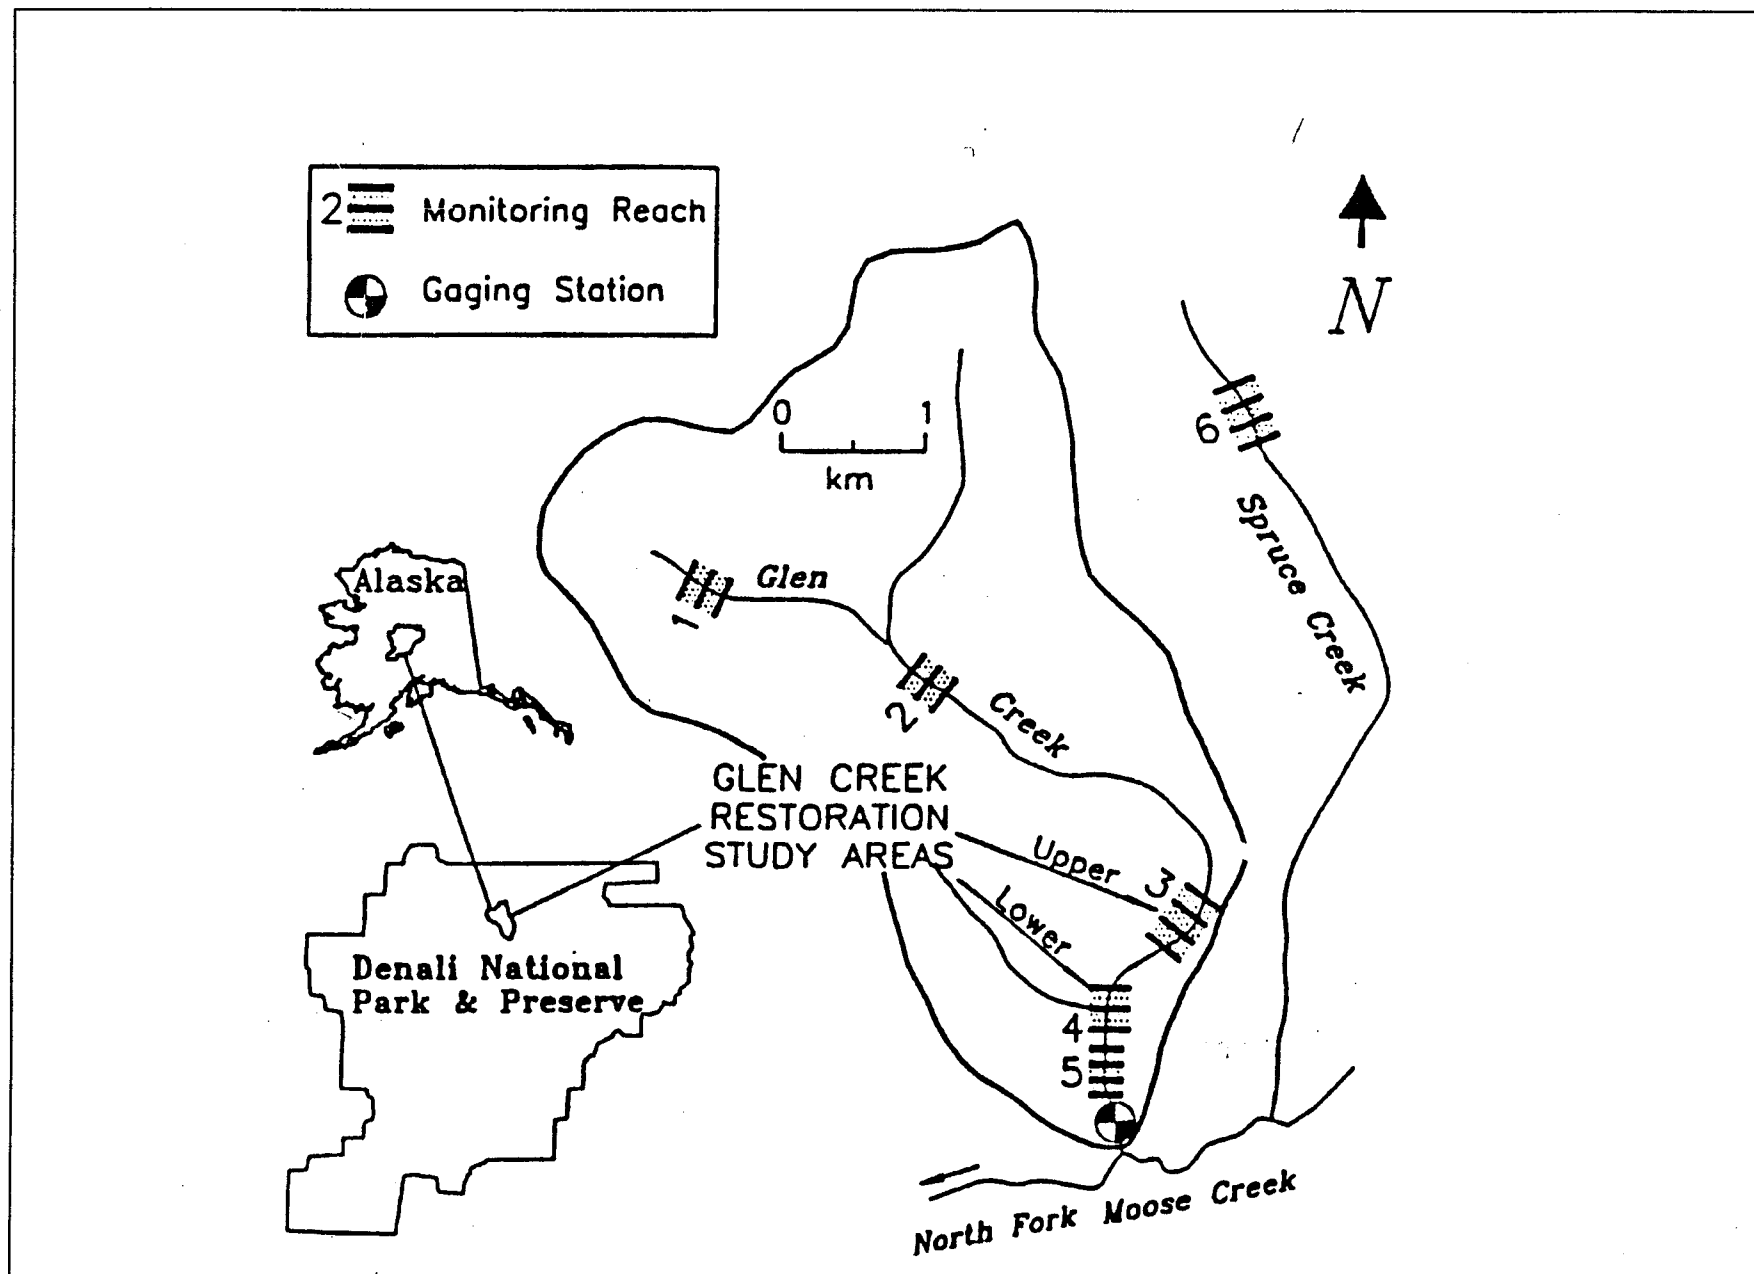 2 Monitoring Reach
Gaging Station
N
0 1
km
6
Spruce Creek
Glen
1
Alaska
2
Creek
GLEN CREEK
RESTORATION
STUDY AREAS
Upper
3
Lower
Denali National
Park & Preserve
4
5
North Fork Moose Creek